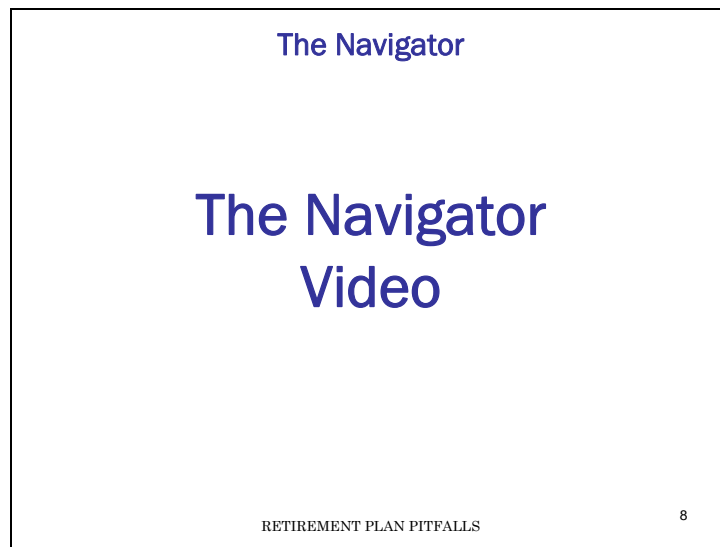 The Navigator
The Navigator
Video
RETIREMENT PLAN PITFALLS
8